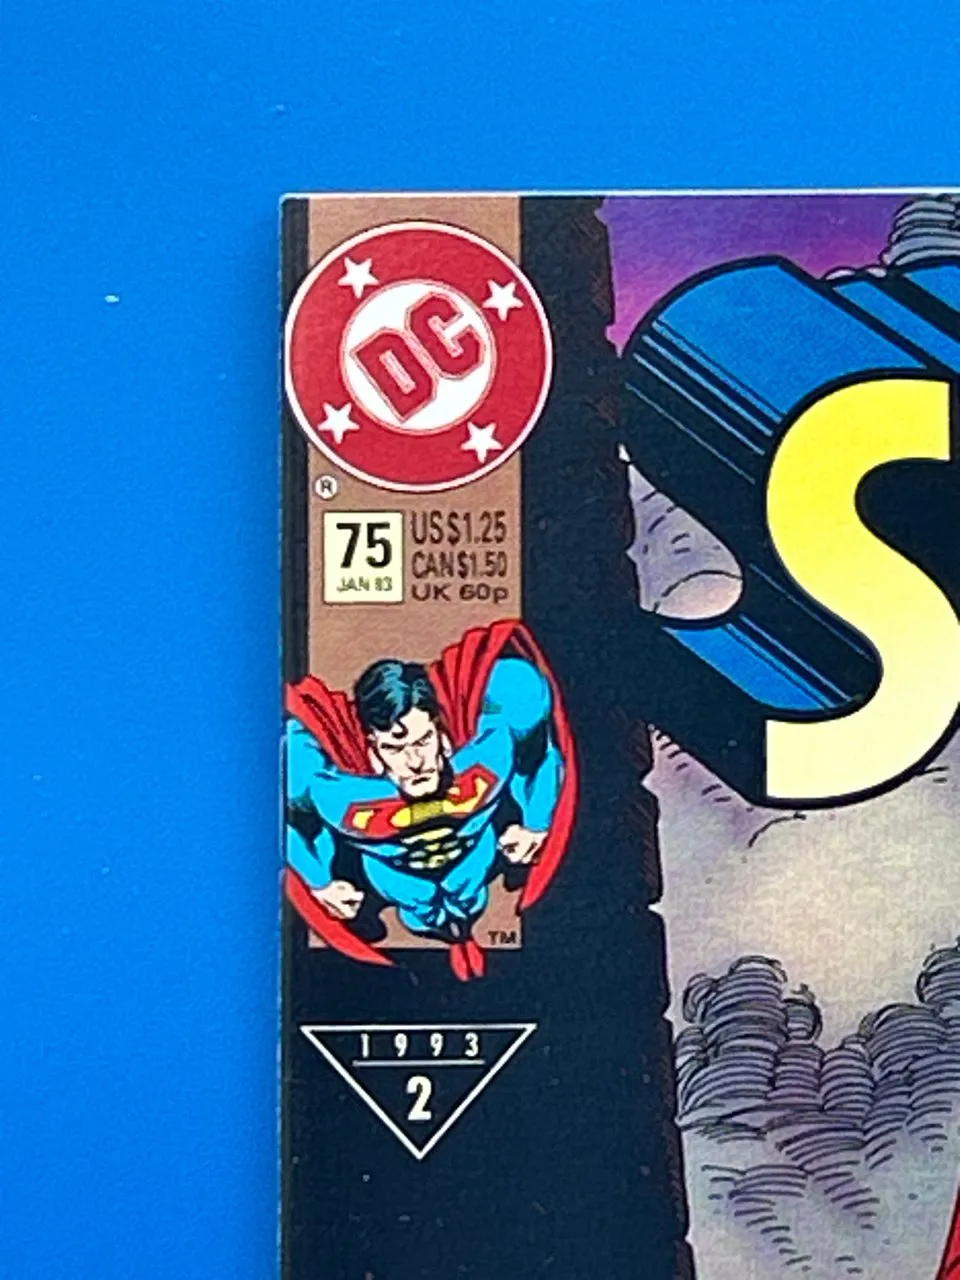 DC
®
75
JAN 93
US$1.25
CAN$1.50
UK 60p
S
TM
1993
2